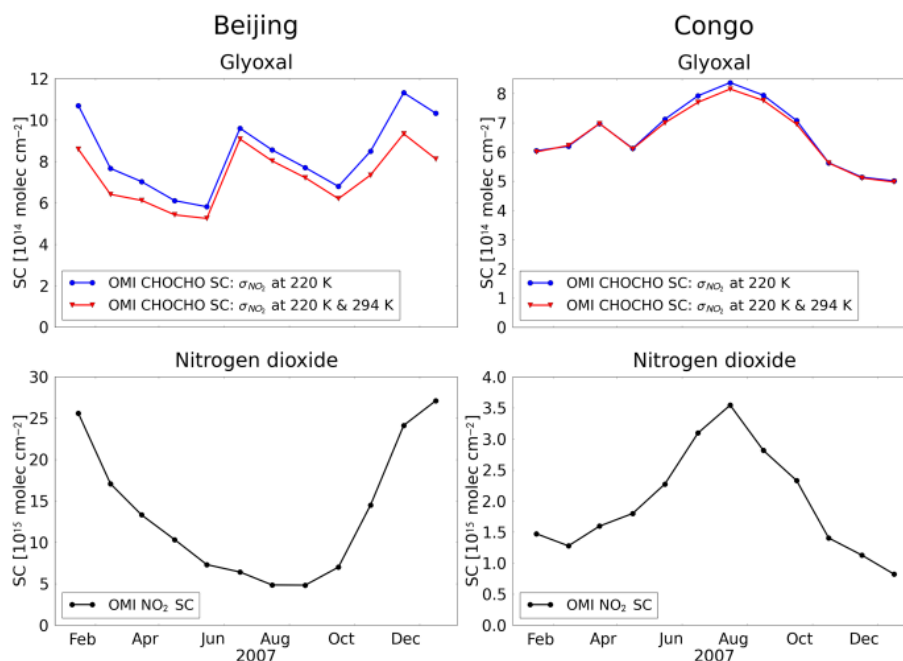 Beijing
Glyoxal
SC [10¹⁴ molec cm⁻²]
12
10
8
6
4
2
0
OMI CHOCHO SC: σ_NO₂ at 220 K
OMI CHOCHO SC: σ_NO₂ at 220 K & 294 K
Congo
Glyoxal
SC [10¹⁴ molec cm⁻²]
8
7
6
5
4
3
2
1
0
OMI CHOCHO SC: σ_NO₂ at 220 K
OMI CHOCHO SC: σ_NO₂ at 220 K & 294 K
Nitrogen dioxide
SC [10¹⁵ molec cm⁻²]
30
25
20
15
10
5
0
OMI NO₂ SC
Feb Apr Jun Aug Oct Dec
2007
Nitrogen dioxide
SC [10¹⁵ molec cm⁻²]
4.0
3.5
3.0
2.5
2.0
1.5
1.0
0.5
0.0
OMI NO₂ SC
Feb Apr Jun Aug Oct Dec
2007